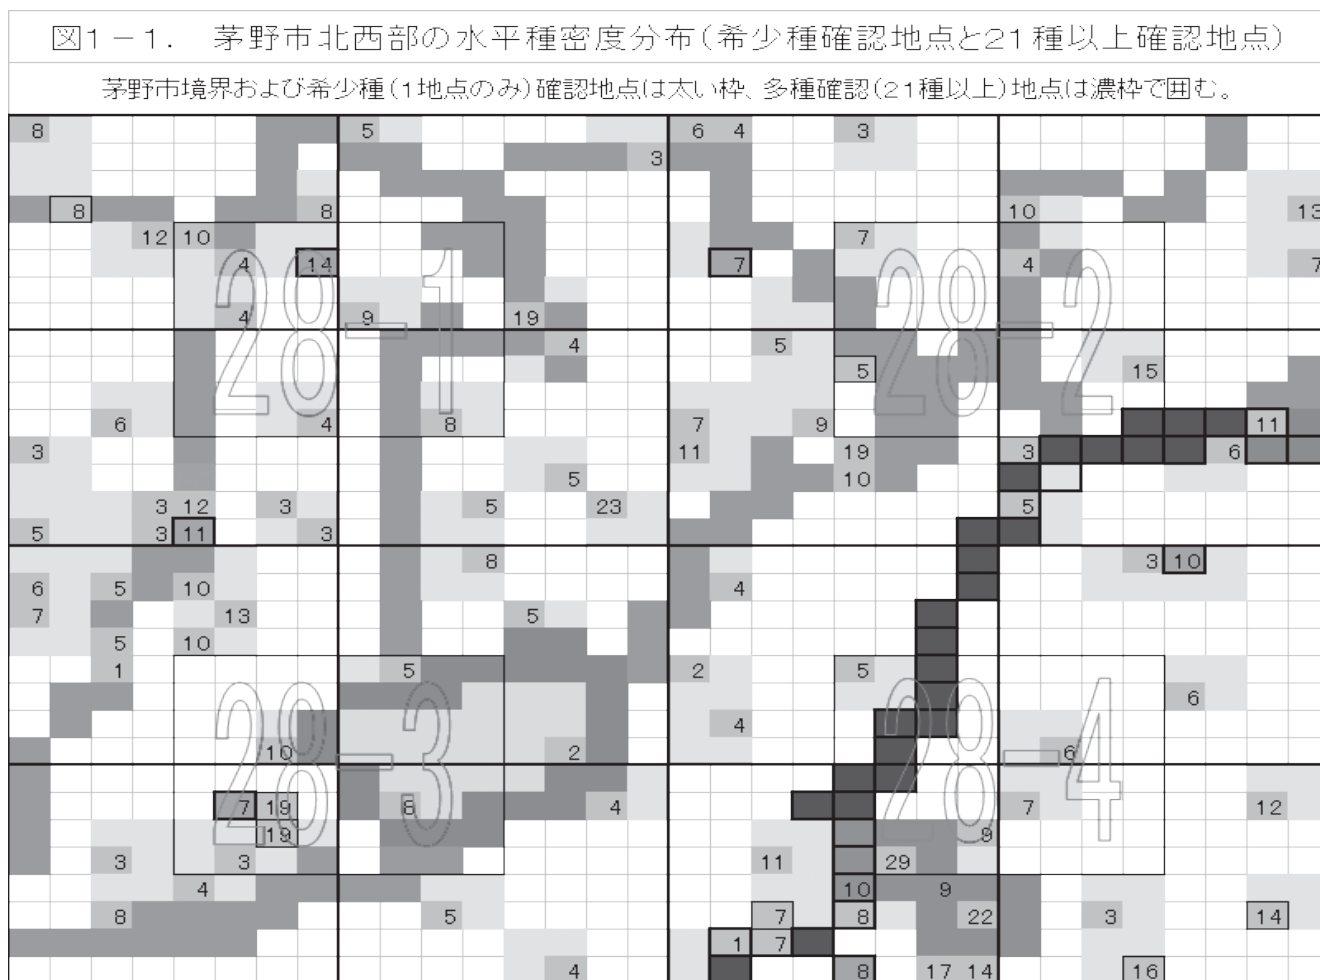 図1-1. 茅野市北西部の水平種密度分布(希少種確認地点と21種以上確認地点)
茅野市境界および希少種(1地点のみ)確認地点は太い枠、多種確認(21種以上)地点は濃枠で囲む。
8 5 6 4 3
3
8 8 10 13
12 10 7
4 14 7 4 7
4 9 19
28-1 28-2
4 5
5 15
6 4 8 7 9 11
3 11 19 3 6
5 10
3 12 3 5 23 5
5 3 11 3
8 3 10
6 5 10 4
7 13 5
5 10
1 5 2 5
6
4
10 2 6
28-3 28-4
7 19 8 4 7 12
19 9
3 3 11 29
4 10 9
8 5 7 8 22 3 14
1 7
4 8 17 14 16